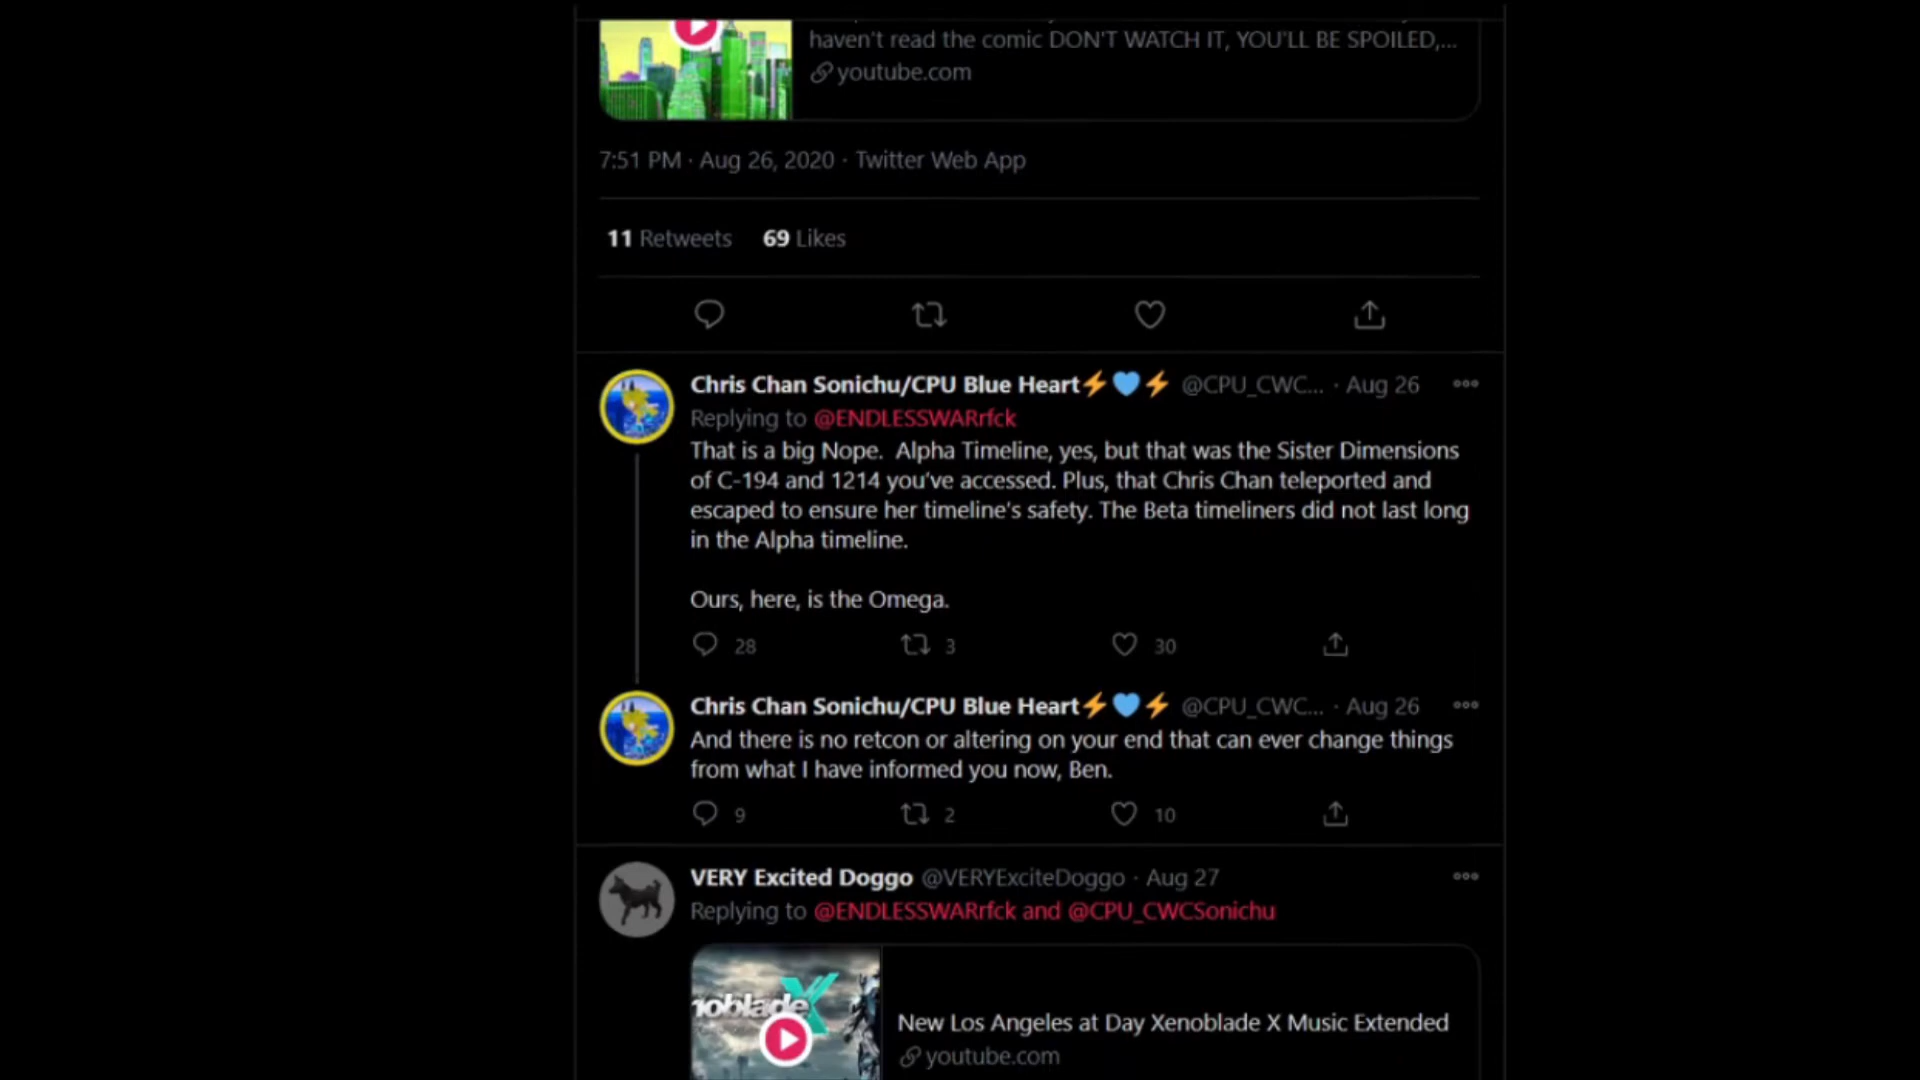 haven't read the comic DON'T WATCH IT, YOU'LL BE SPOILED,...
youtube.com
7:51 PM · Aug 26, 2020 · Twitter Web App
11 Retweets 69 Likes
Chris Chan Sonichu/CPU Blue Heart⚡💙⚡ @CPU_CWC... · Aug 26
Replying to @ENDLESSWARrfck
That is a big Nope.  Alpha Timeline, yes, but that was the Sister Dimensions
of C-194 and 1214 you've accessed. Plus, that Chris Chan teleported and
escaped to ensure her timeline's safety. The Beta timeliners did not last long
in the Alpha timeline.
Ours, here, is the Omega.
28 3 30
Chris Chan Sonichu/CPU Blue Heart⚡💙⚡ @CPU_CWC... · Aug 26
And there is no retcon or altering on your end that can ever change things
from what I have informed you now, Ben.
9 2 10
VERY Excited Doggo @VERYExciteDoggo · Aug 27
Replying to @ENDLESSWARrfck and @CPU_CWCSonichu
noblade X
New Los Angeles at Day Xenoblade X Music Extended
youtube.com